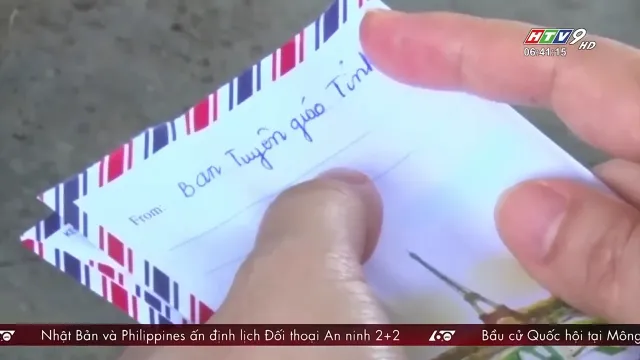 HTV9 HD
06:41:15
Ban Tuyên giáo Tỉnh
From:
Nhật Bản và Philippines ấn định lịch Đối thoại An ninh 2+2
60
Bầu cử Quốc hội tại Mông